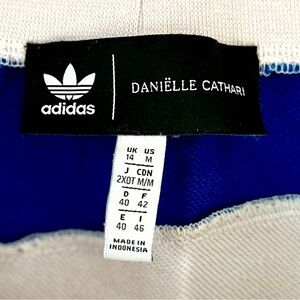 adidas
DANIËLLE CATHARI
UK US
14 M
J CDN
2XOT M/M
D F
40 42
E I
40 46
MADE IN
INDONESIA